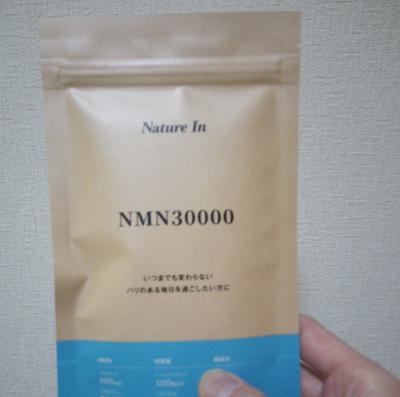 Nature In
NMN30000
いつまでも変わらない
ハリのある毎日を過ごしたい方に
NMN